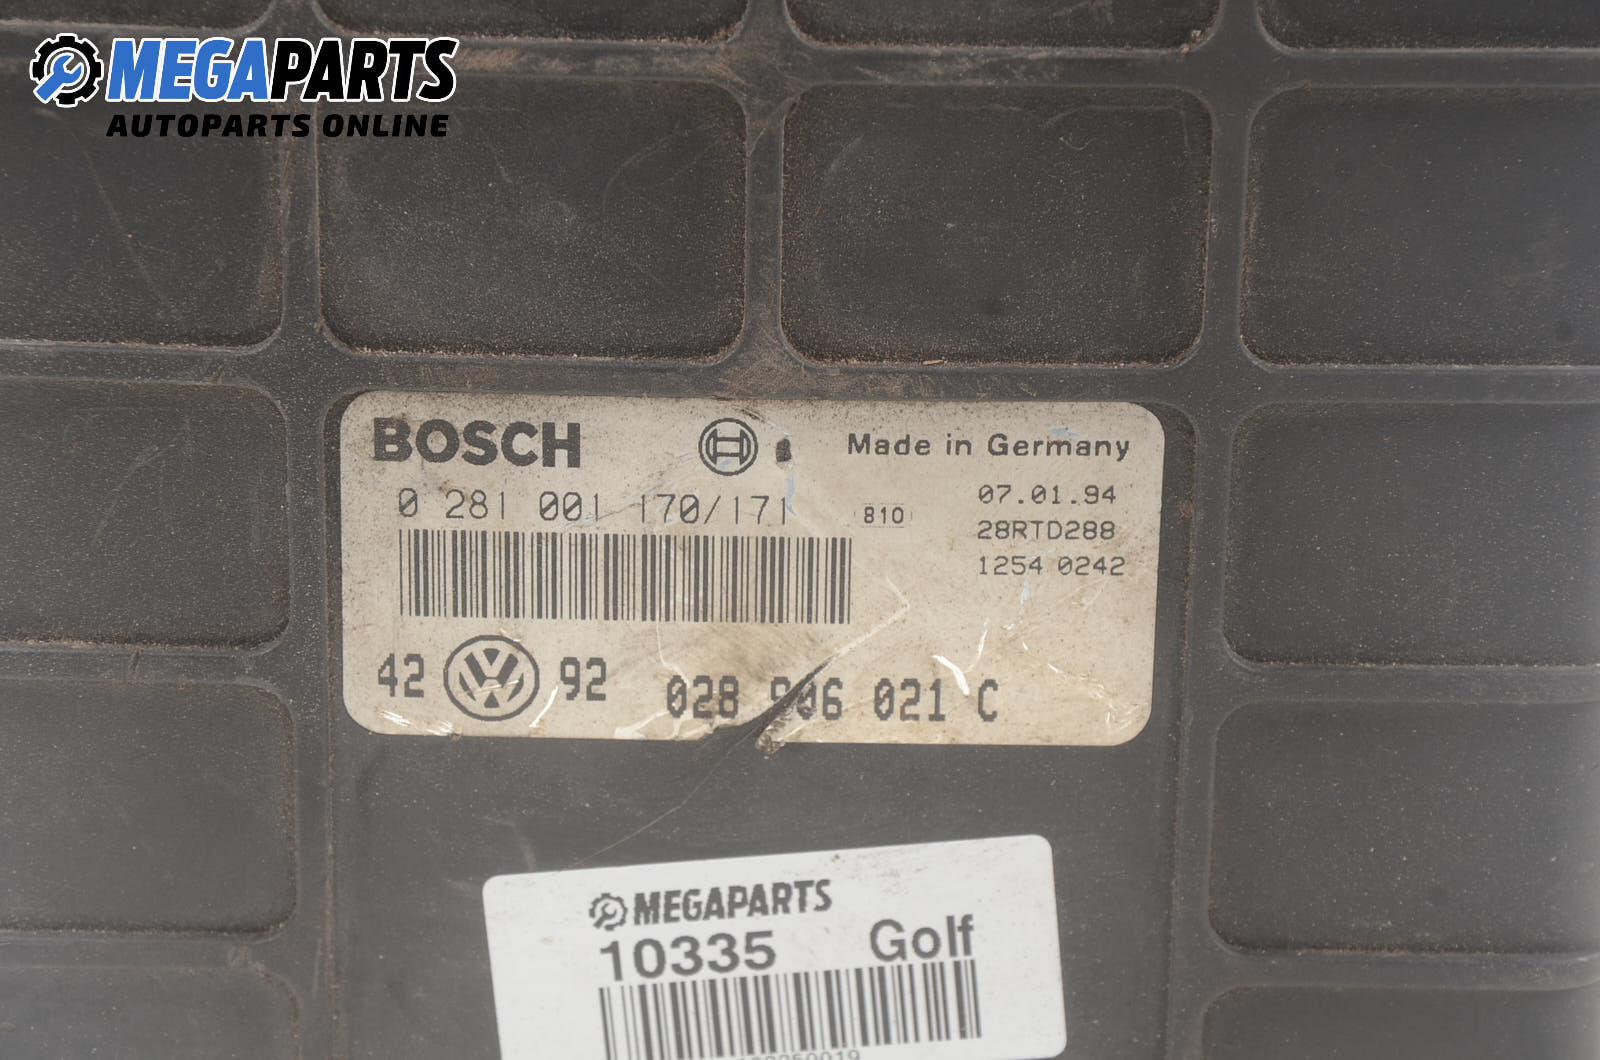 MEGAPARTS
AUTOPARTS ONLINE
BOSCH Made in Germany
0 281 001 170/171 810 07.01.94
28RTD288
1254 0242
42 VW 92 028 906 021 C
MEGAPARTS
10335 Golf